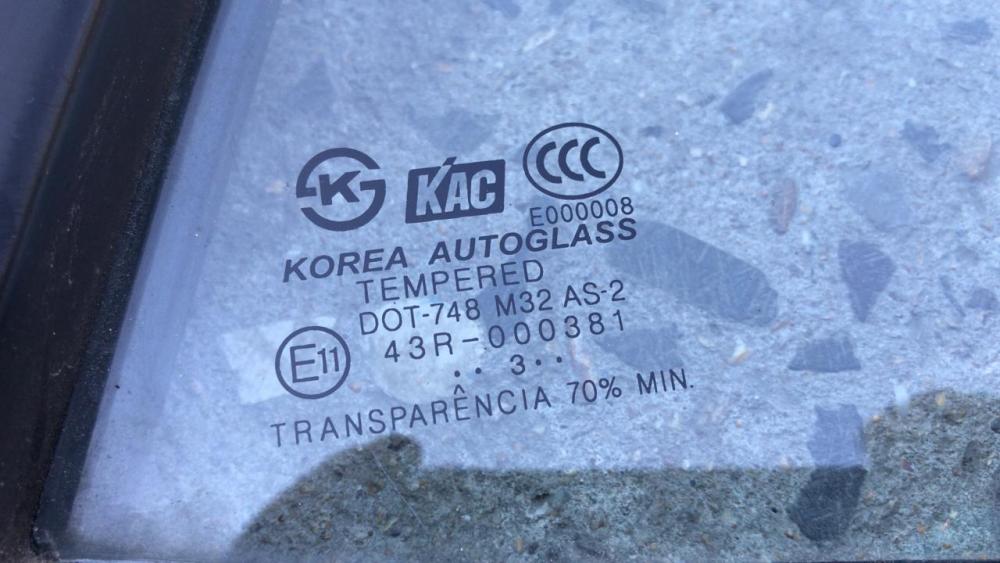 K KAC CCC
E000008
KOREA AUTOGLASS
TEMPERED
DOT-748 M32 AS-2
E11 43R-000381
•• 3••
TRANSPARÊNCIA 70% MIN.